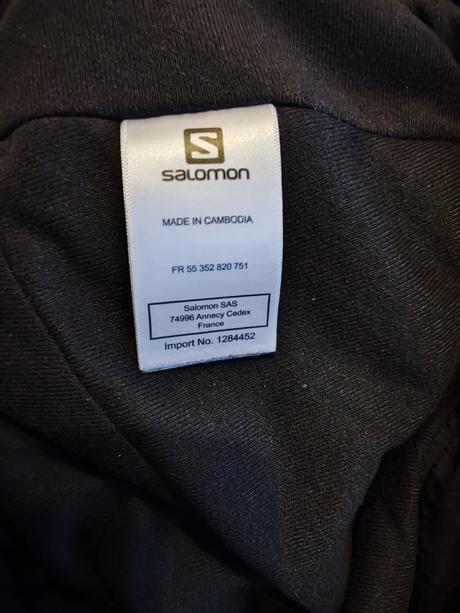 S
SALOMON
MADE IN CAMBODIA
FR 55 352 820 751
Salomon SAS
74996 Annecy Cedex
France
Import No. 1284452